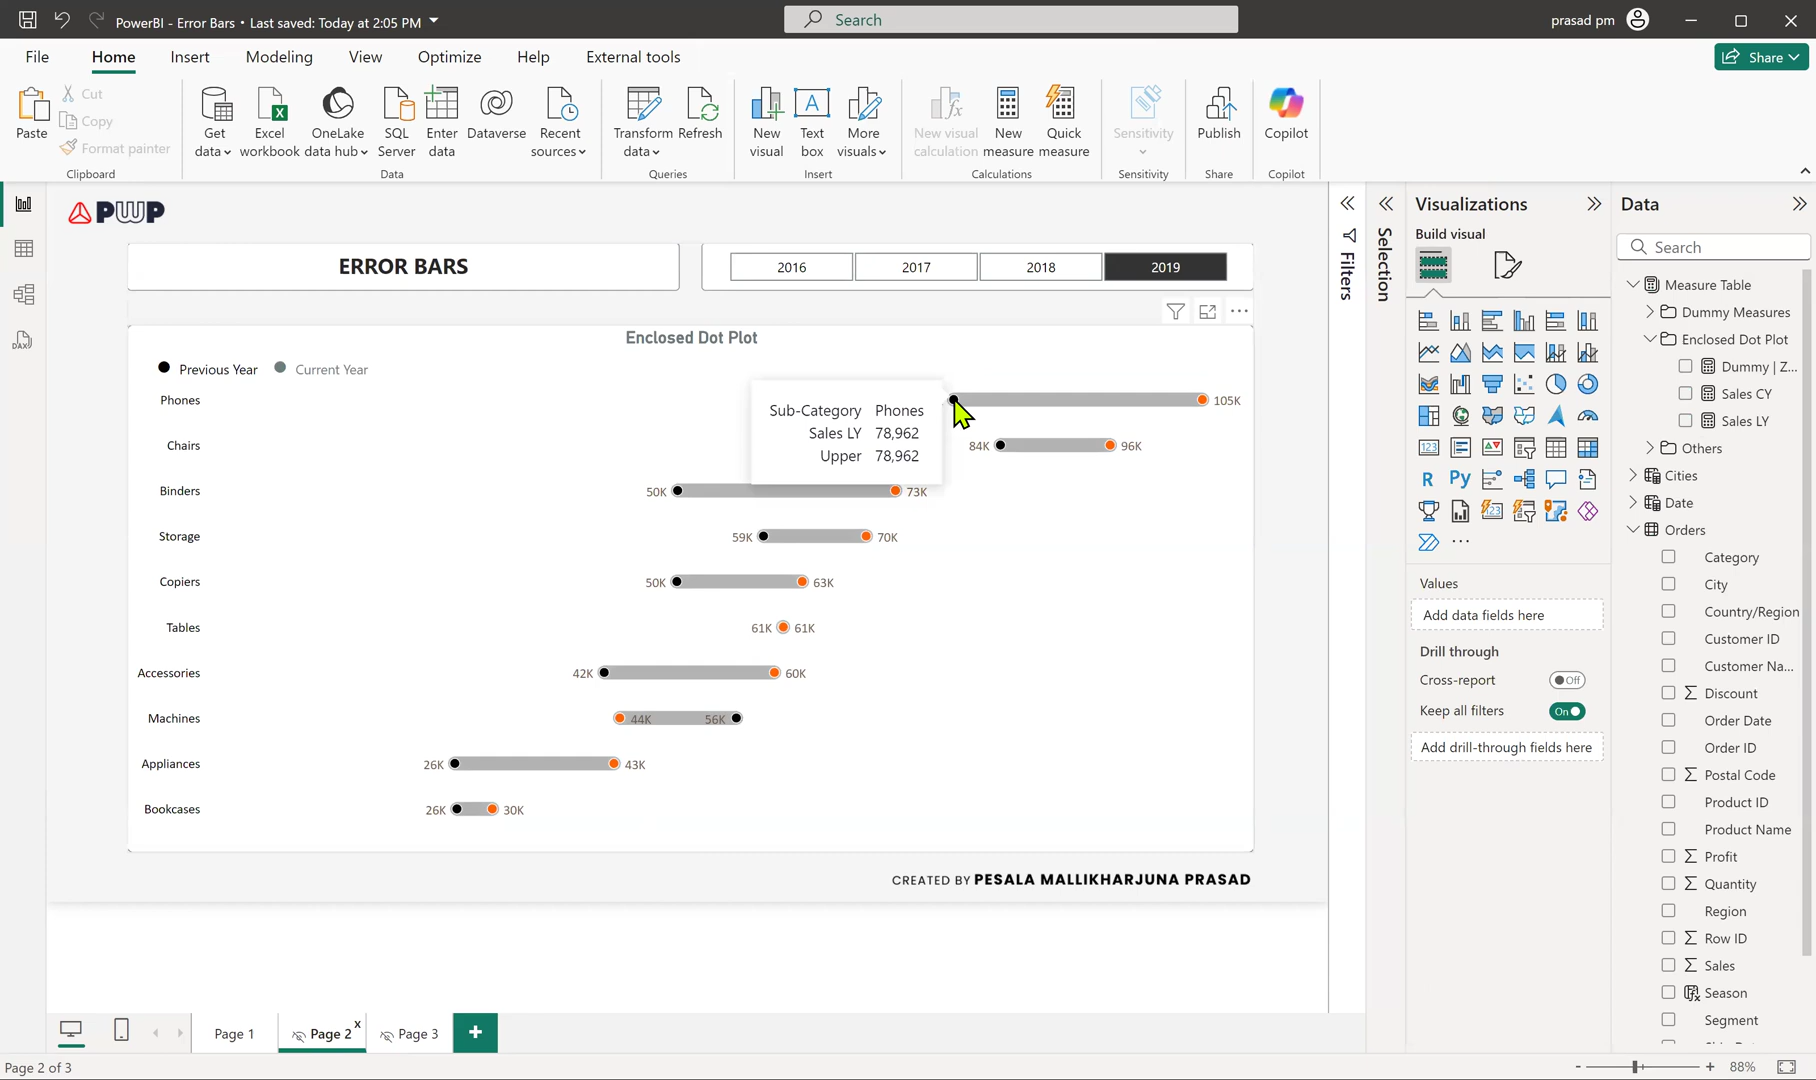 PowerBI - Error Bars • Last saved: Today at 2:05 PM
Search
prasad pm
File
Home
Insert
Modeling
View
Optimize
Help
External tools
Share
Paste
Cut
Copy
Format painter
Clipboard
Get data
Excel workbook
OneLake data hub
SQL Server
Enter data
Dataverse
Recent sources
Data
Transform data
Refresh
Queries
New visual
Text box
More visuals
Insert
New visual calculation
New measure
Quick measure
Calculations
Sensitivity
Sensitivity
Publish
Share
Copilot
Copilot
PWP
ERROR BARS
2016
2017
2018
2019
Enclosed Dot Plot
Previous Year
Current Year
Phones
105K
Sub-Category Phones
Sales LY 78,962
Upper 78,962
Chairs
84K
96K
Binders
50K
73K
Storage
59K
70K
Copiers
50K
63K
Tables
61K
61K
Accessories
42K
60K
Machines
44K
56K
Appliances
26K
43K
Bookcases
26K
30K
CREATED BY PESALA MALLIKHARJUNA PRASAD
Filters
Selection
Visualizations
Build visual
123
R
Py
Values
Add data fields here
Drill through
Cross-report
Off
Keep all filters
On
Add drill-through fields here
Data
Search
Measure Table
Dummy Measures
Enclosed Dot Plot
Dummy | Z...
Sales CY
Sales LY
Others
Cities
Date
Orders
Category
City
Country/Region
Customer ID
Customer Na...
Discount
Order Date
Order ID
Postal Code
Product ID
Product Name
Profit
Quantity
Region
Row ID
Sales
Season
Segment
Page 1
Page 2
x
Page 3
+
Page 2 of 3
- + 88%